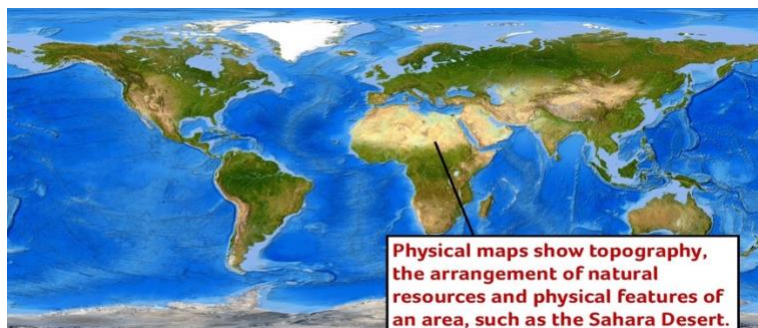 Physical maps show topography,
the arrangement of natural
resources and physical features of
an area, such as the Sahara Desert.